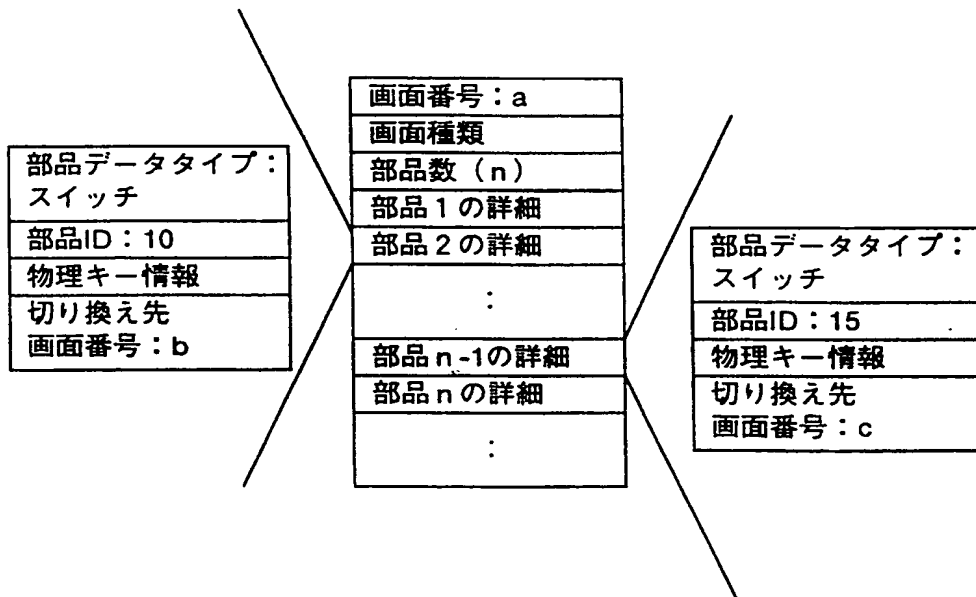 部品データタイプ：
スイッチ
部品ID：10
物理キー情報
切り換え先
画面番号：b
画面番号：a
画面種類
部品数（n）
部品1の詳細
部品2の詳細
：
部品n-1の詳細
部品nの詳細
：
部品データタイプ：
スイッチ
部品ID：15
物理キー情報
切り換え先
画面番号：c